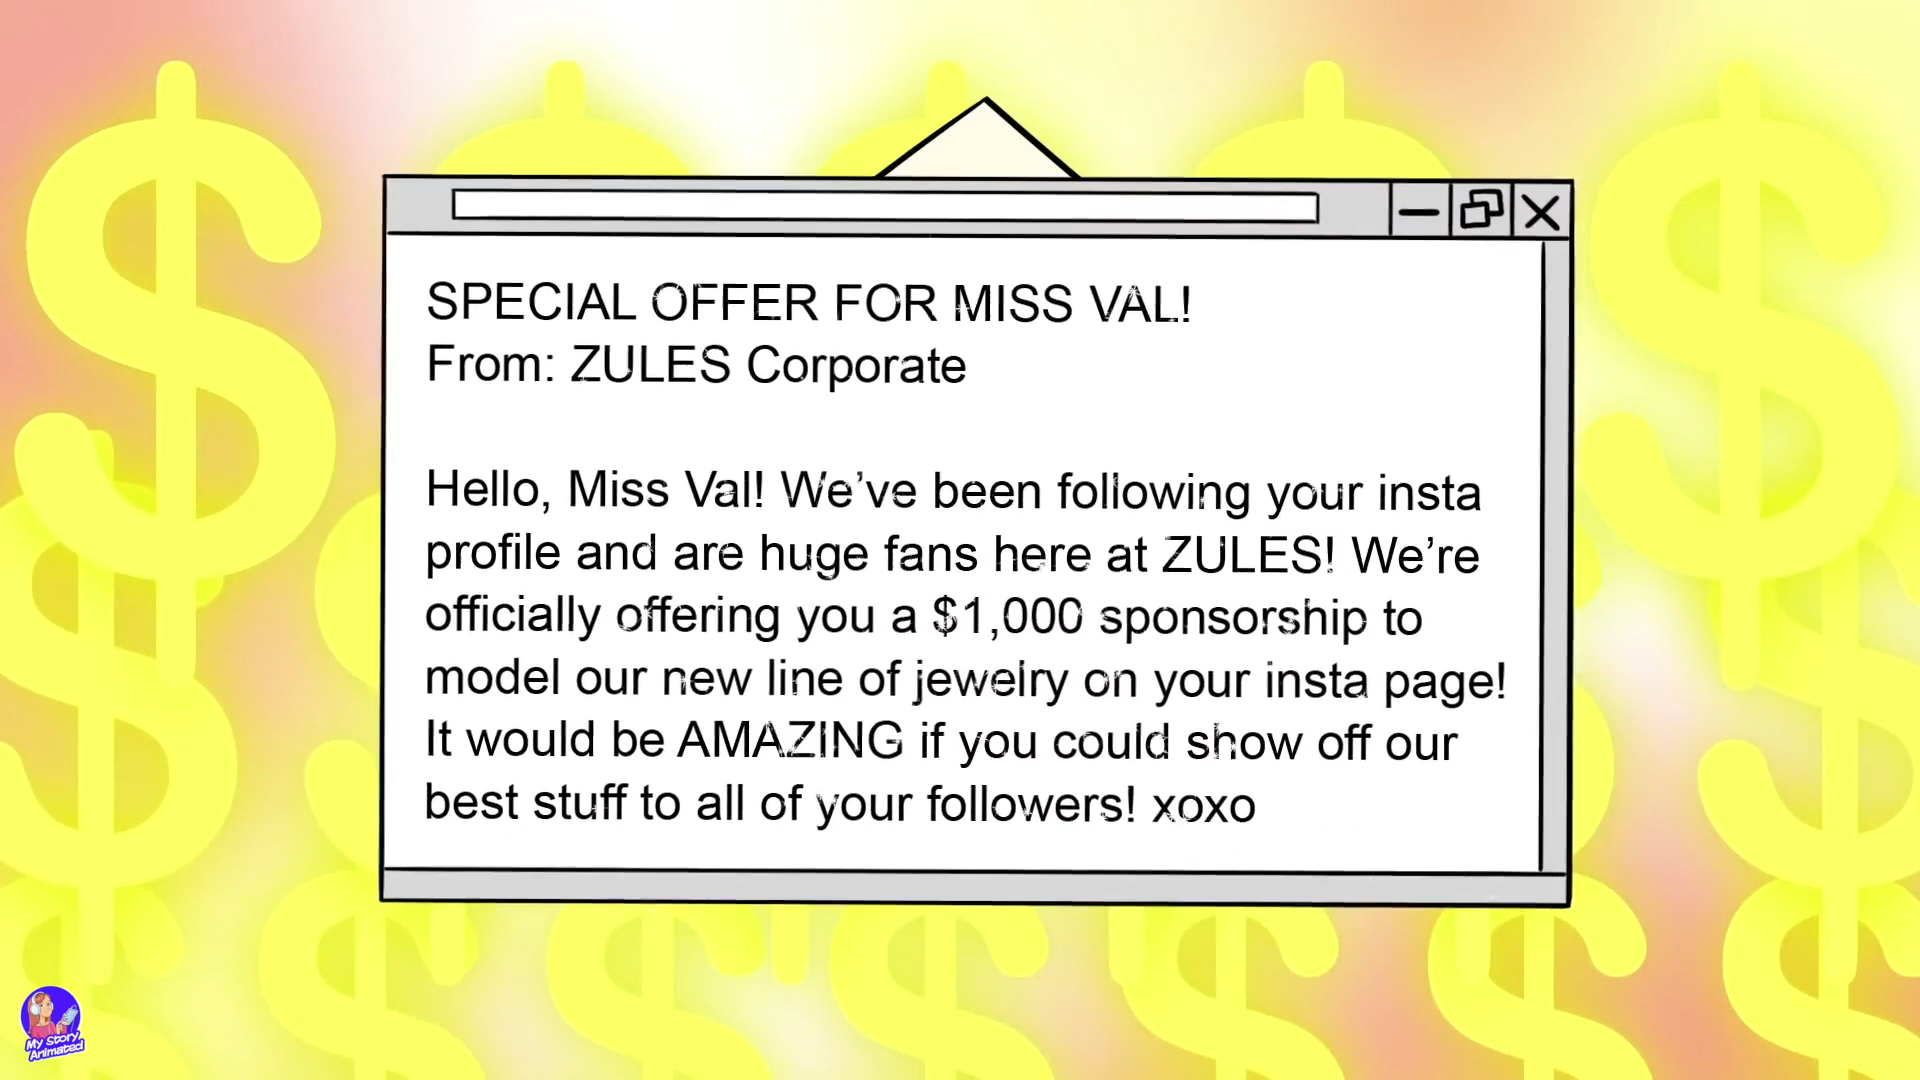 SPECIAL OFFER FOR MISS VAL!
From: ZULES Corporate
Hello, Miss Val! We’ve been following your insta
profile and are huge fans here at ZULES! We’re
officially offering you a $1,000 sponsorship to
model our new line of jewelry on your insta page!
It would be AMAZING if you could show off our
best stuff to all of your followers! xoxo
My Story
Animated